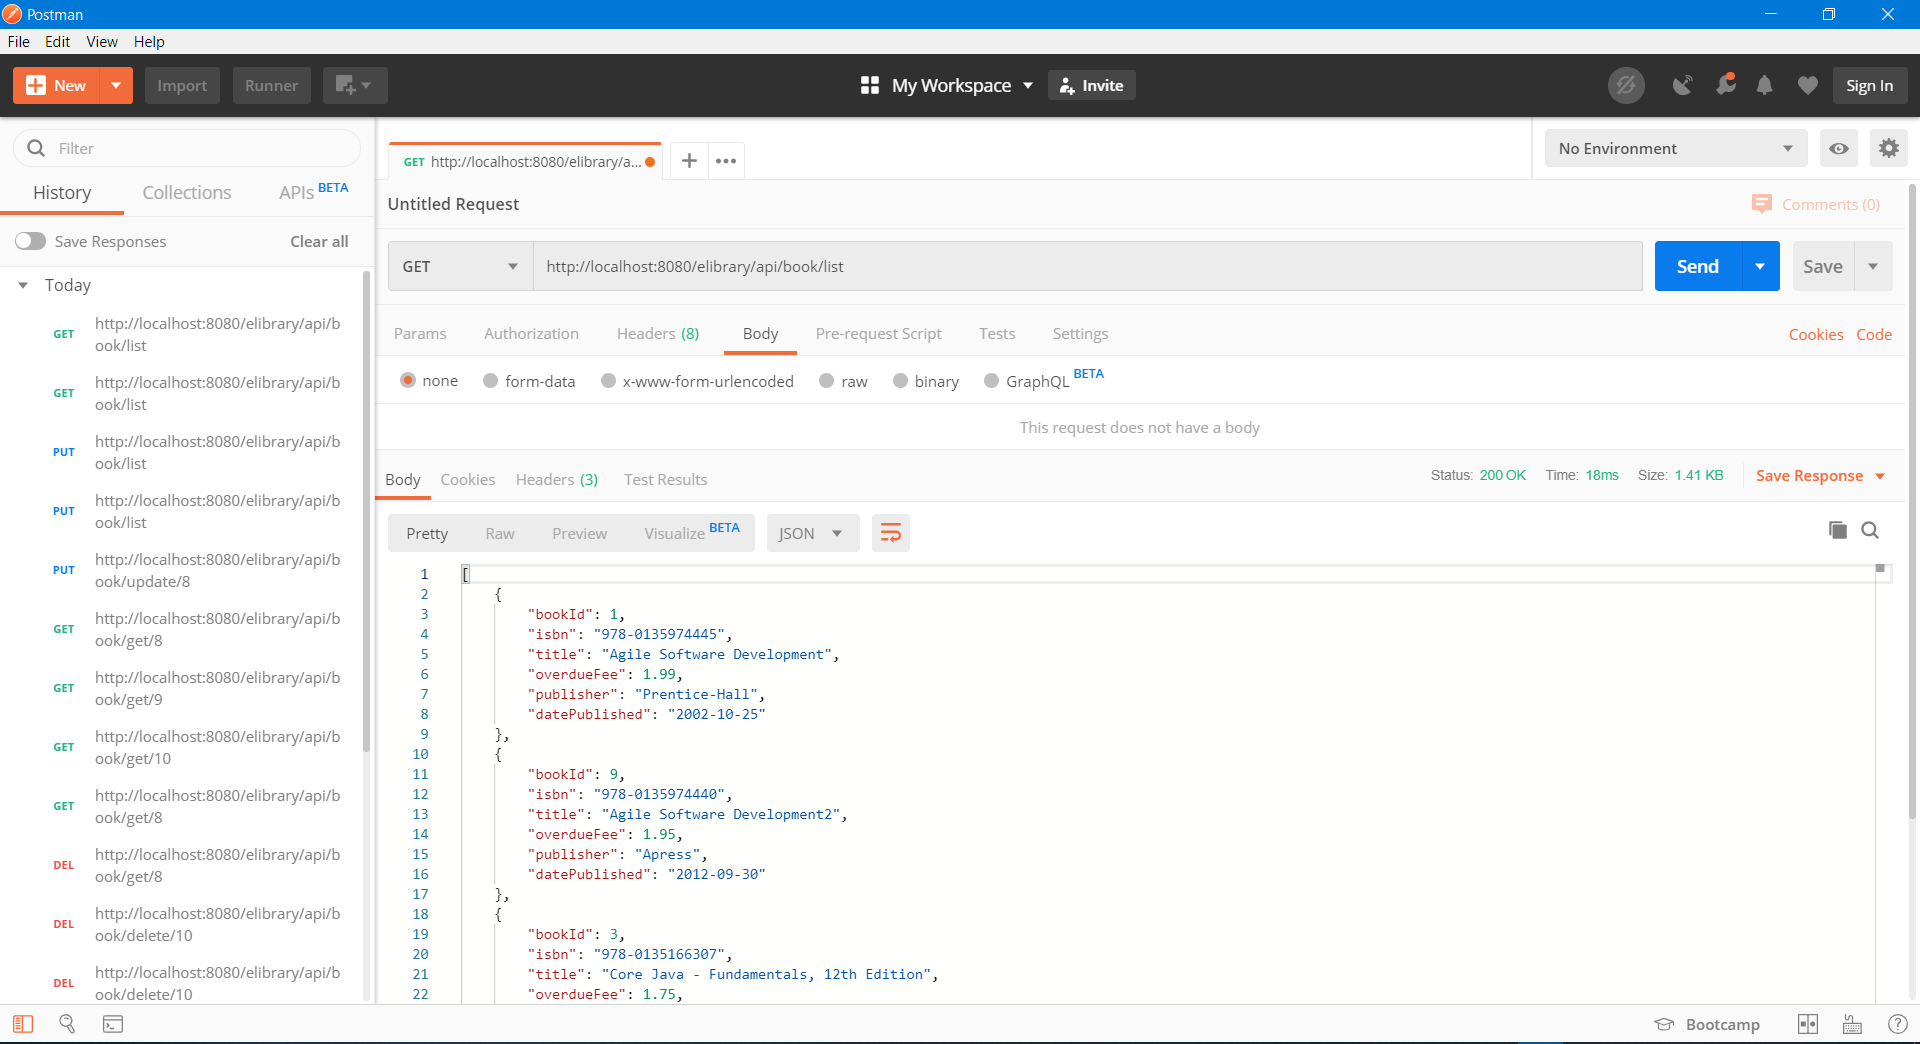 Postman
File Edit View Help
New Import Runner My Workspace Invite Sign In
Filter
History Collections APIs BETA
Save Responses Clear all
Today
GET http://localhost:8080/elibrary/api/b
ook/list
GET http://localhost:8080/elibrary/api/b
ook/list
PUT http://localhost:8080/elibrary/api/b
ook/list
PUT http://localhost:8080/elibrary/api/b
ook/list
PUT http://localhost:8080/elibrary/api/b
ook/update/8
GET http://localhost:8080/elibrary/api/b
ook/get/8
GET http://localhost:8080/elibrary/api/b
ook/get/9
GET http://localhost:8080/elibrary/api/b
ook/get/10
GET http://localhost:8080/elibrary/api/b
ook/get/8
DEL http://localhost:8080/elibrary/api/b
ook/get/8
DEL http://localhost:8080/elibrary/api/b
ook/delete/10
DEL http://localhost:8080/elibrary/api/b
ook/delete/10
GET http://localhost:8080/elibrary/a...
No Environment
Untitled Request Comments (0)
GET http://localhost:8080/elibrary/api/book/list Send Save
Params Authorization Headers (8) Body Pre-request Script Tests Settings Cookies Code
none form-data x-www-form-urlencoded raw binary GraphQL BETA
This request does not have a body
Body Cookies Headers (3) Test Results Status: 200 OK Time: 18ms Size: 1.41 KB Save Response
Pretty Raw Preview Visualize BETA JSON
1 [
2 {
3 "bookId": 1,
4 "isbn": "978-0135974445",
5 "title": "Agile Software Development",
6 "overdueFee": 1.99,
7 "publisher": "Prentice-Hall",
8 "datePublished": "2002-10-25"
9 },
10 {
11 "bookId": 9,
12 "isbn": "978-0135974440",
13 "title": "Agile Software Development2",
14 "overdueFee": 1.95,
15 "publisher": "Apress",
16 "datePublished": "2012-09-30"
17 },
18 {
19 "bookId": 3,
20 "isbn": "978-0135166307",
21 "title": "Core Java - Fundamentals, 12th Edition",
22 "overdueFee": 1.75,
Bootcamp